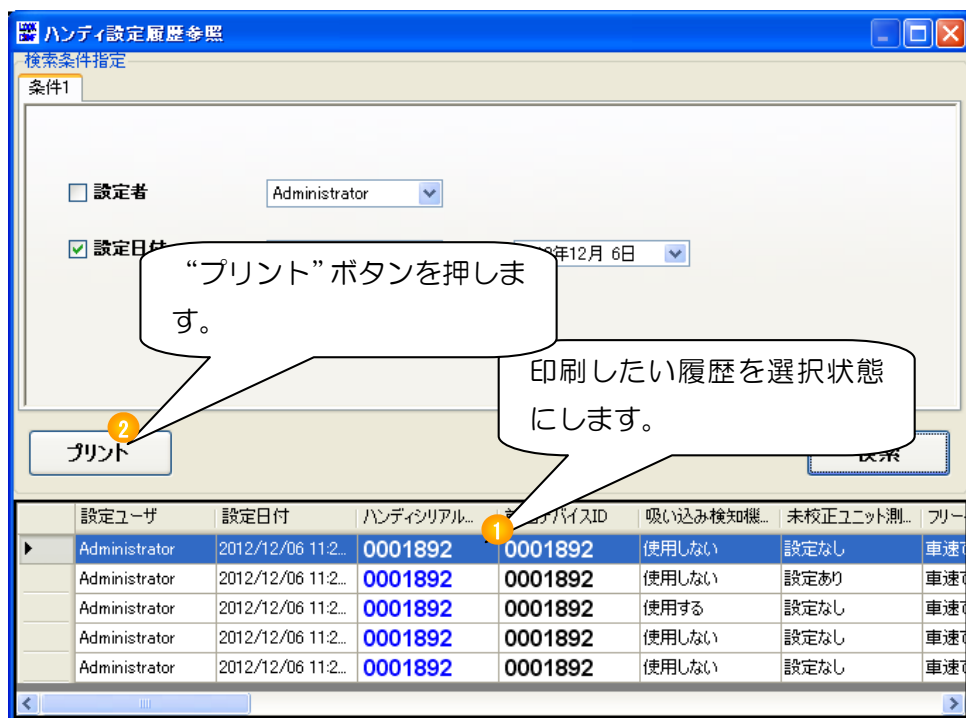 ハンディ設定履歴参照
検索条件指定
条件1
設定者 Administrator
設定日付 年12月 6日
“プリント”ボタンを押しま
す。
印刷したい履歴を選択状態
にします。
2
プリント
検索
設定ユーザ 設定日付 ハンディシリアル... 1 デバイスID 吸い込み検知機... 未校正ユニット測... フリー
Administrator 2012/12/06 11:2... 0001892 0001892 使用しない 設定なし 車速
Administrator 2012/12/06 11:2... 0001892 0001892 使用しない 設定あり 車速
Administrator 2012/12/06 11:2... 0001892 0001892 使用する 設定なし 車速
Administrator 2012/12/06 11:2... 0001892 0001892 使用しない 設定なし 車速
Administrator 2012/12/06 11:2... 0001892 0001892 使用しない 設定なし 車速